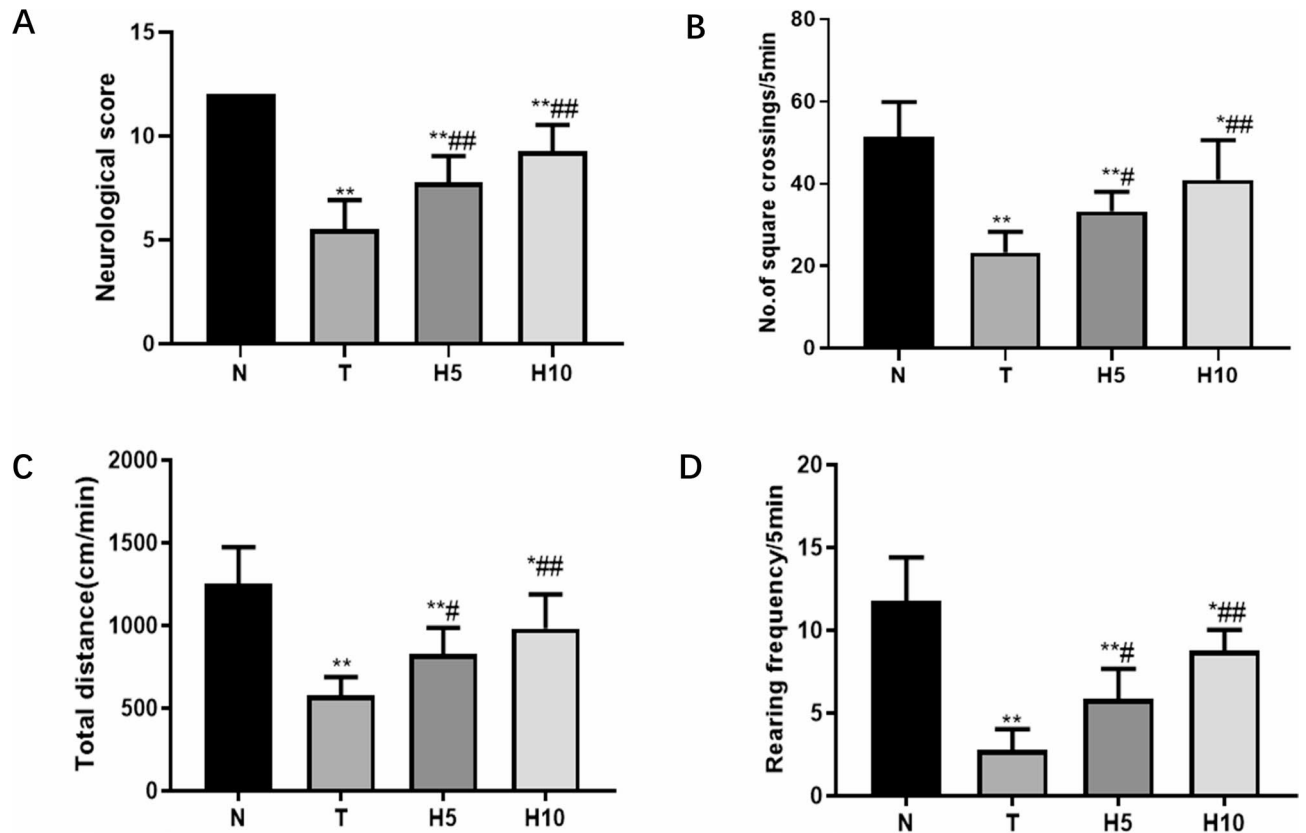 A
Neurological score
15
10
5
0
**
**##
**##
N T H5 H10
B
No.of square crossings/5min
80
60
40
20
0
**
**#
*##
N T H5 H10
C
Total distance(cm/min)
2000
1500
1000
500
0
**
**#
*##
N T H5 H10
D
Rearing frequency/5min
20
15
10
5
0
**
**#
*##
N T H5 H10